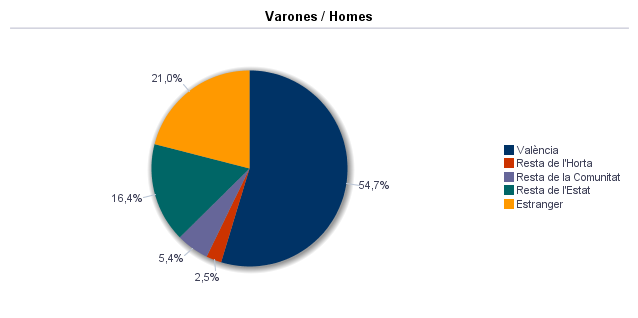 Varones / Homes
21,0%
54,7%
16,4%
5,4%
2,5%
València
Resta de l'Horta
Resta de la Comunitat
Resta de l'Estat
Estranger